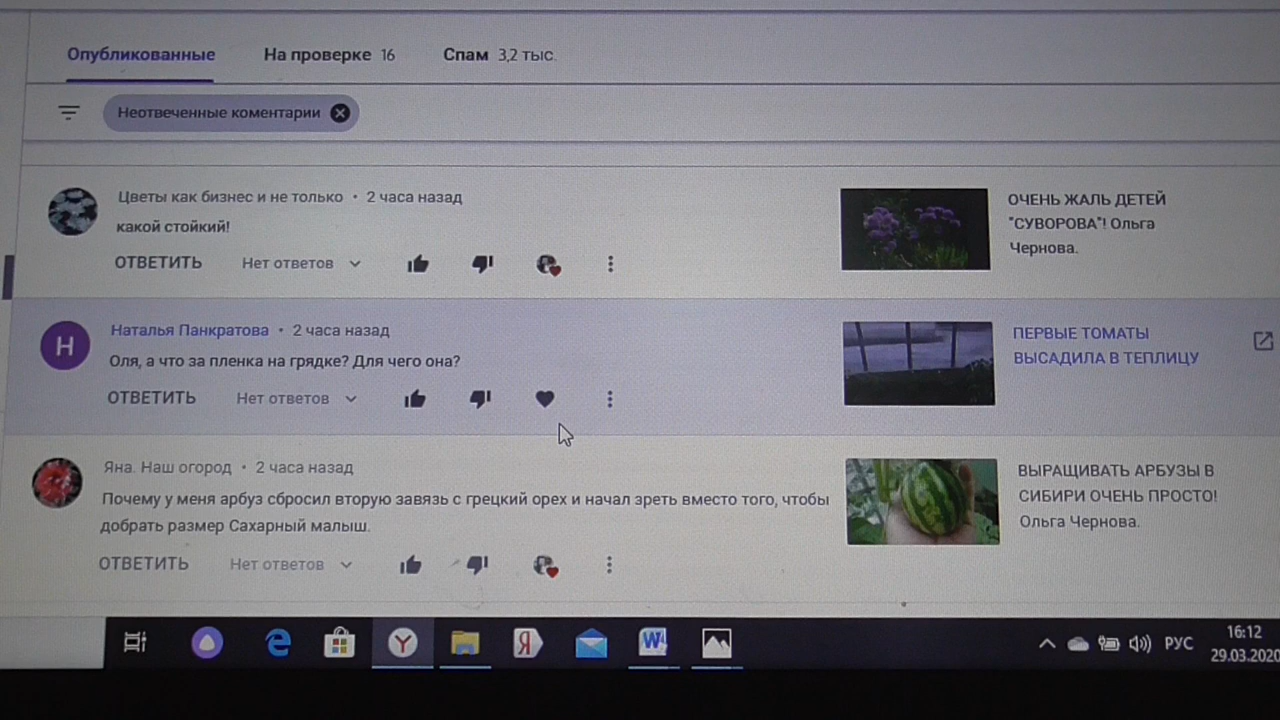 Опубликованные
На проверке 16
Спам 3,2 тыс.
Неотвеченные коментарии
Цветы как бизнес и не только • 2 часа назад
какой стойкий!
ОТВЕТИТЬ Нет ответов
ОЧЕНЬ ЖАЛЬ ДЕТЕЙ
"СУВОРОВА"! Ольга
Чернова.
Н
Наталья Панкратова • 2 часа назад
Оля, а что за пленка на грядке? Для чего она?
ОТВЕТИТЬ Нет ответов
ПЕРВЫЕ ТОМАТЫ
ВЫСАДИЛА В ТЕПЛИЦУ
Яна. Наш огород • 2 часа назад
Почему у меня арбуз сбросил вторую завязь с грецкий орех и начал зреть вместо того, чтобы
добрать размер Сахарный малыш.
ОТВЕТИТЬ Нет ответов
ВЫРАЩИВАТЬ АРБУЗЫ В
СИБИРИ ОЧЕНЬ ПРОСТО!
Ольга Чернова.
Y
Я
W
РУС
16:12
29.03.2020